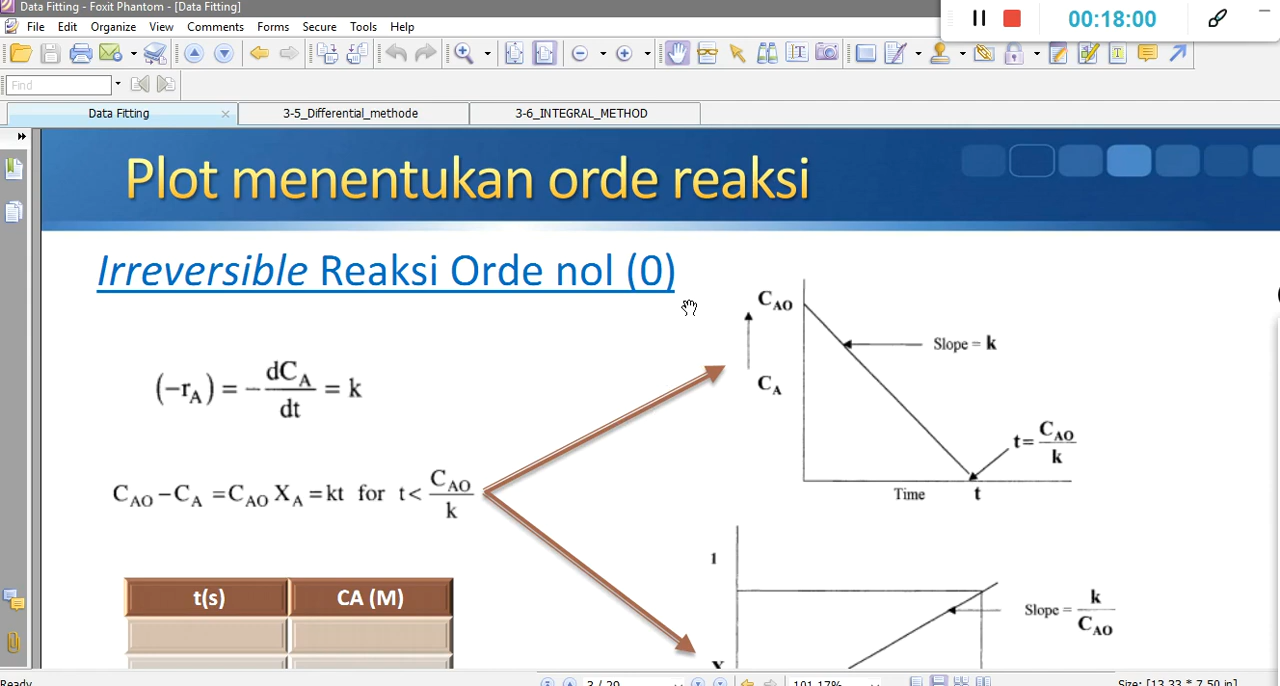 Data Fitting - Foxit Phantom - [Data Fitting]
00:18:00
File Edit View Organize Comments Forms Secure Tools Help
Find
Data Fitting 3-5_Differential_methode 3-6_INTEGRAL_METHOD
Plot menentukan orde reaksi
Irreversible Reaksi Orde nol (0)
(-rA) = - dCA/dt = k
CAO - CA = CAO XA = kt for t < CAO/k
t(s) CA (M)
CAO
Slope = k
CA
t = CAO/k
Time t
1
Slope = k/CAO
X
Ready 3 / 29 101.17% Size: [13.33 * 7.50 in]